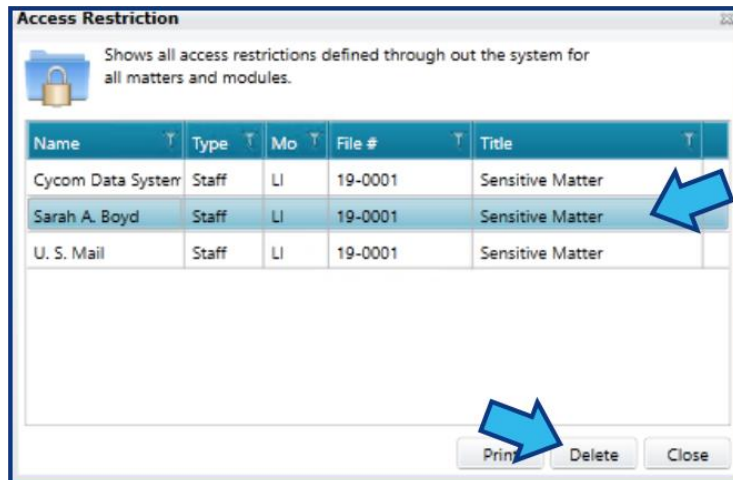 Access Restriction
Shows all access restrictions defined through out the system for
all matters and modules.
Name Type Mo File # Title
Cycom Data System Staff LI 19-0001 Sensitive Matter
Sarah A. Boyd Staff LI 19-0001 Sensitive Matter
U. S. Mail Staff LI 19-0001 Sensitive Matter
Print Delete Close